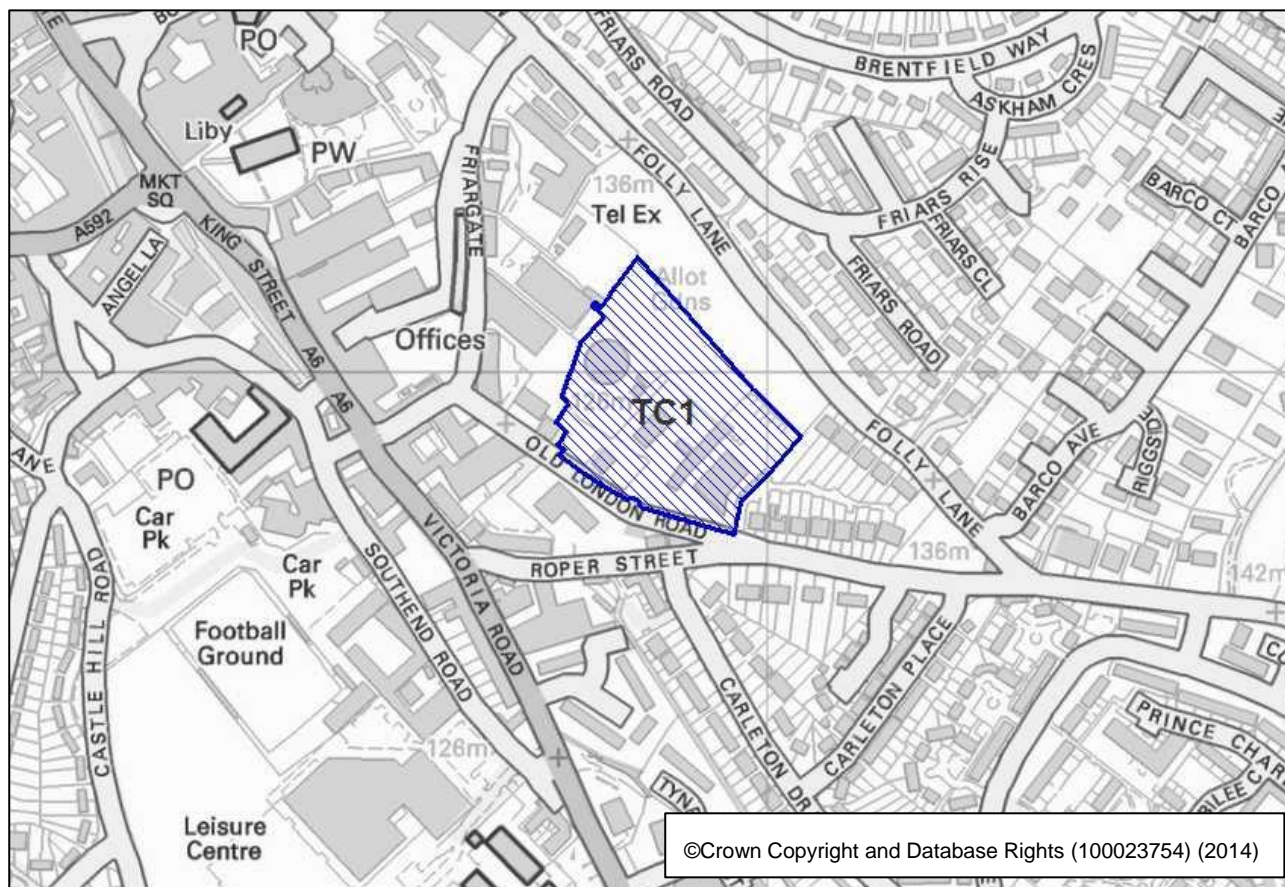 PO
Liby
PW
MKT
SQ
A592
KING
STREET
ANGEL LA
A6
A6
FRIARGATE
Offices
136m
Tel Ex
FRIARS ROAD
FOLLY LANE
BRENTFIELD WAY
ASKHAM CRES
FRIARS RISE
FRIARS CL
FRIARS ROAD
BARCO CT
BARCO AVE
RIGGSIDE
Allot
Gdns
TC1
OLD LONDON ROAD
FOLLY LANE
136m
142m
PO
Car
Pk
Car
Pk
CASTLE HILL ROAD
SOUTHEND ROAD
VICTORIA ROAD
ROPER STREET
Football
Ground
126m
Leisure
Centre
CARLETON DR
CARLETON PLACE
PRINCE CHAR
©Crown Copyright and Database Rights (100023754) (2014)